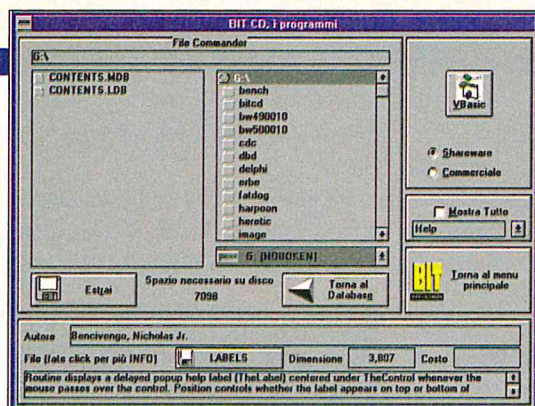 BIT CD, i programmi
File Commander
G:\
CONTENTS.MDB
CONTENTS.LDB
G:\
bench
bitcd
bw490010
bw500010
cdc
dbd
delphi
erbe
fatdog
harpoon
heretic
image
G: [HOBOKEN]
Estrai
Spazio necessario su disco
7098
Torna al
Database
VBasic
Shareware
Commerciale
Mostra Tutto
Help
BIT
Torna al menu
principale
Autore Bencivengo, Nicholas Jr.
File (fate click per più INFO) LABELS Dimensione 3,807 Costo
Routine displays a delayed popup help label (TheLabel) centered under TheControl whenever the
mouse passes over the control. Position controls whether the label appears on top or bottom of